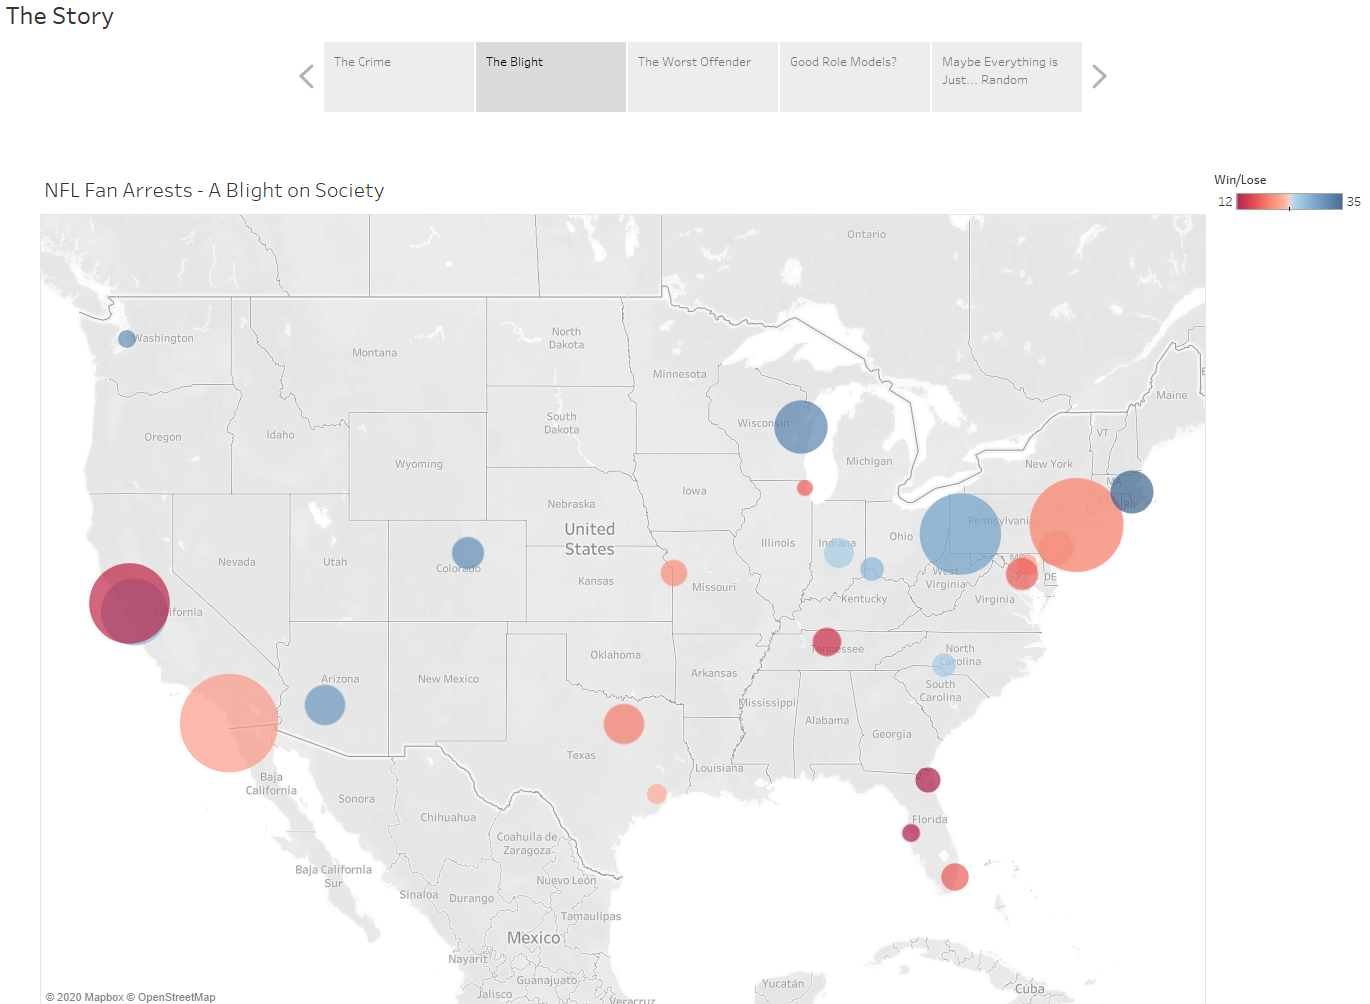 The Story
The Crime
The Blight
The Worst Offender
Good Role Models?
Maybe Everything is
Just... Random
NFL Fan Arrests - A Blight on Society
Win/Lose
12
35
Ontario
Washington
Montana
North
Dakota
Minnesota
Maine
Oregon
Idaho
South
Dakota
Wisconsin
VT
Wyoming
Michigan
New York
Iowa
MA
Nebraska
RI
United
States
Pennsylvania
Nevada
Utah
Colorado
Illinois
Indiana
Ohio
MD
Kansas
Missouri
West
Virginia
DE
California
Kentucky
Virginia
Oklahoma
Tennessee
North
Carolina
Arizona
New Mexico
Arkansas
South
Carolina
Mississippi
Alabama
Georgia
Texas
Louisiana
Baja
California
Sonora
Chihuahua
Florida
Coahuila de
Zaragoza
Baja California
Sur
Nuevo León
Sinaloa
Durango
Tamaulipas
Mexico
Nayarit
Guanajuato
Yucatán
Cuba
Jalisco
Veracruz
© 2020 Mapbox © OpenStreetMap